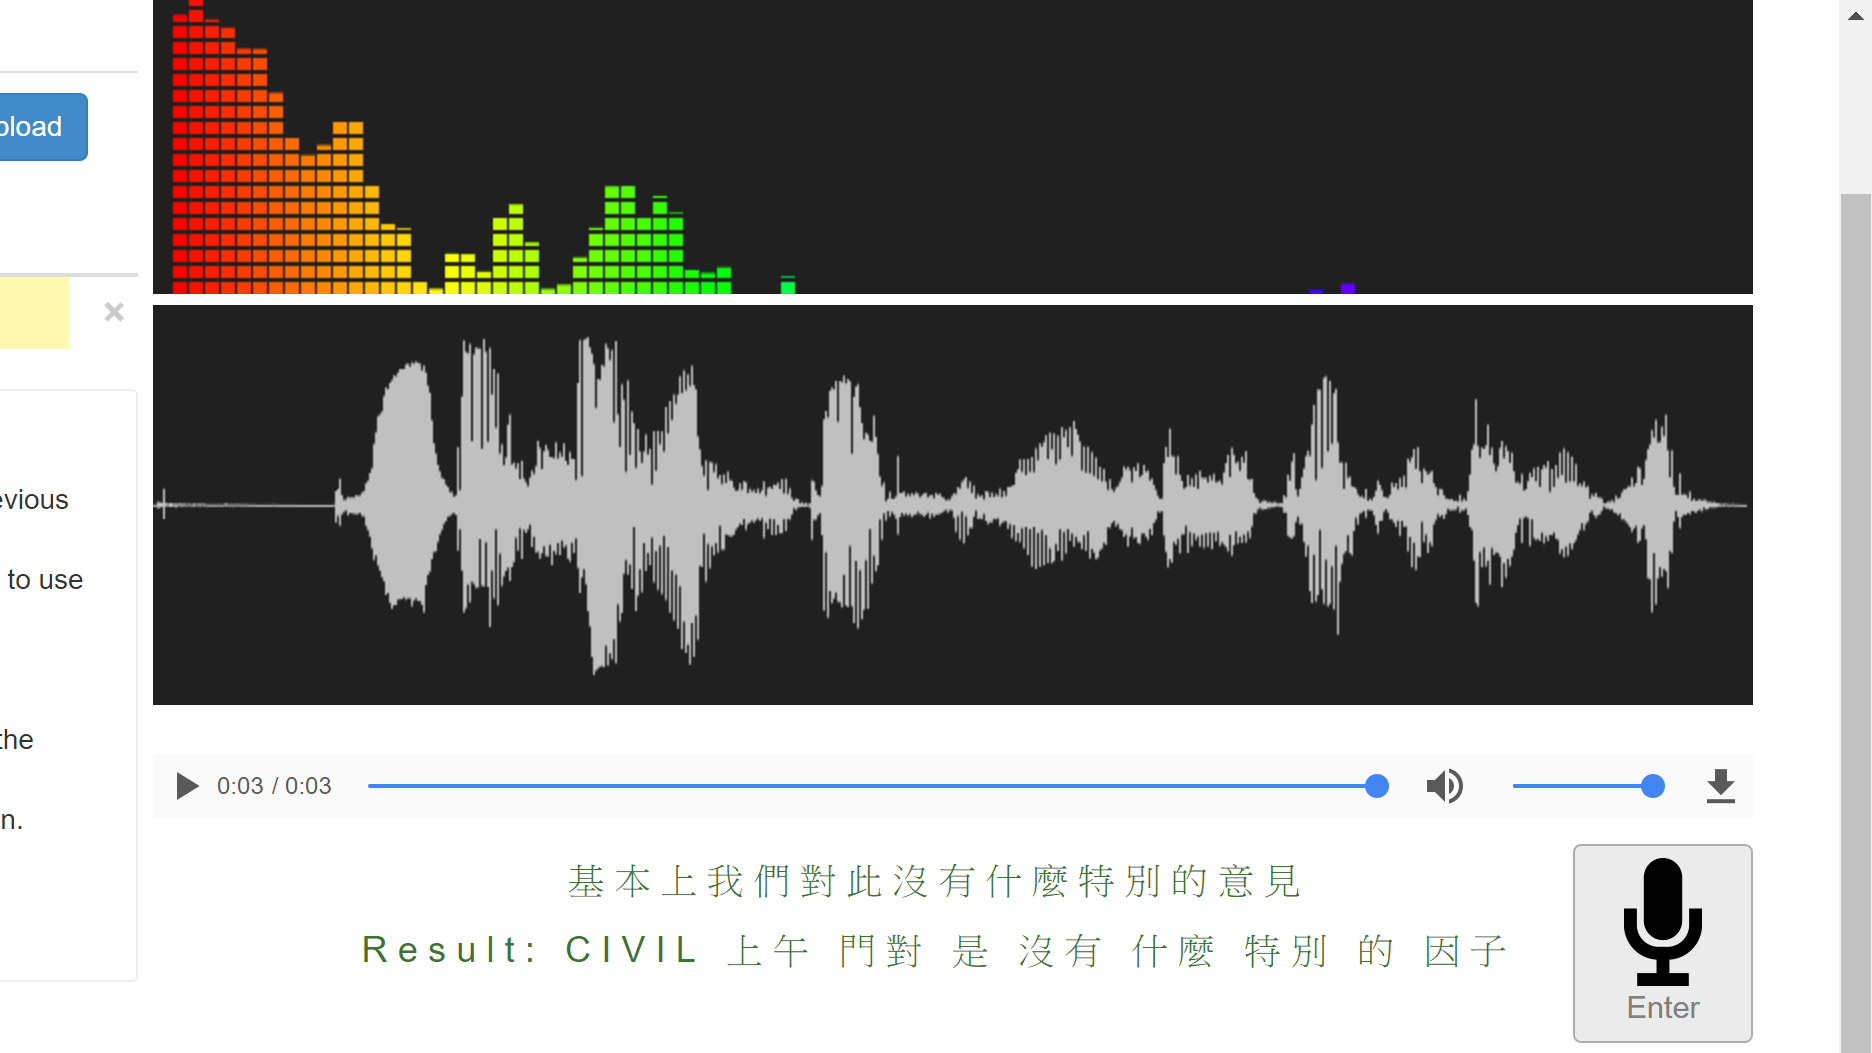 pload
×
evious
to use
the
n.
0:03 / 0:03
基本上我們對此沒有什麼特別的意見
Result: CIVIL 上午 門對 是 沒有 什麼 特別 的 因子
Enter